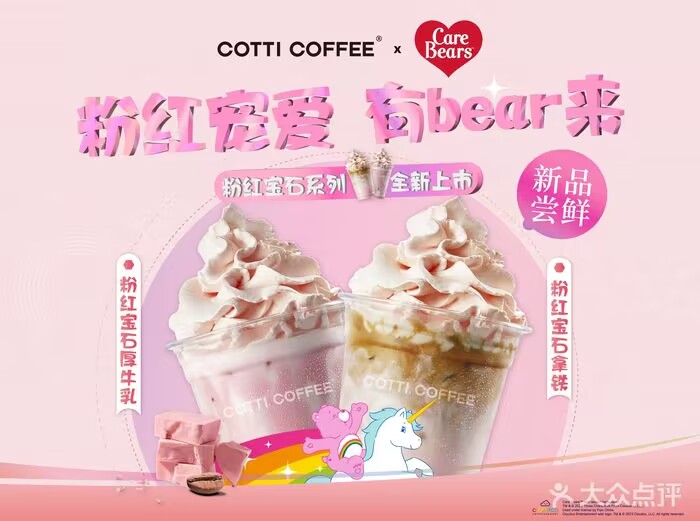 COTTI COFFEE® x Care Bears™
粉红宠爱 有bear来
粉红宝石系列 全新上市
新品
尝鲜
粉红宝石厚牛乳
粉红宝石拿铁
COTTI COFFEE
COTTI COFFEE
大众点评